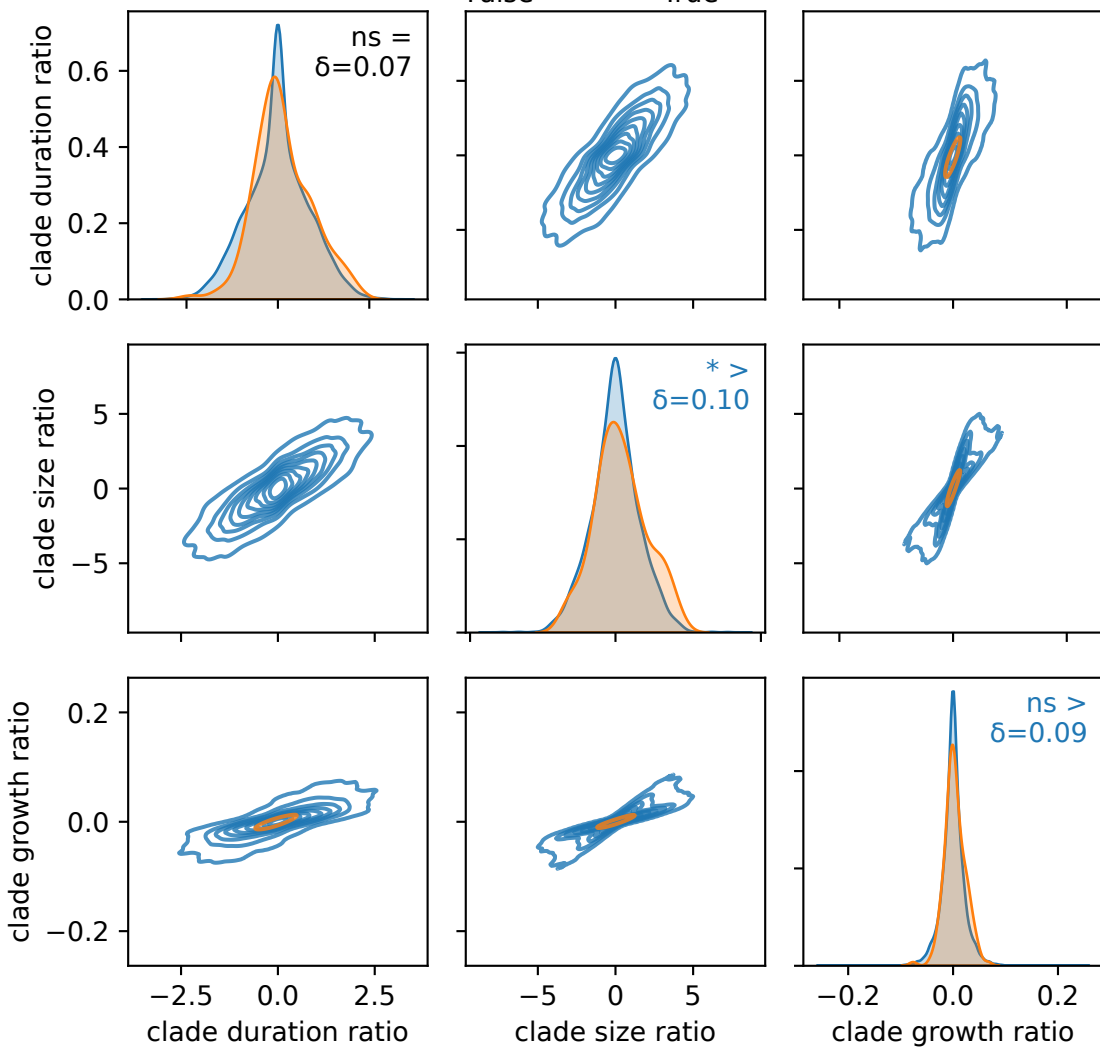 ns =
δ=0.07
clade duration ratio
0.6
0.4
0.2
0.0
* >
δ=0.10
clade size ratio
5
0
−5
ns >
δ=0.09
clade growth ratio
0.2
0.0
−0.2
−2.5 0.0 2.5
−5 0 5
−0.2 0.0 0.2
clade duration ratio
clade size ratio
clade growth ratio